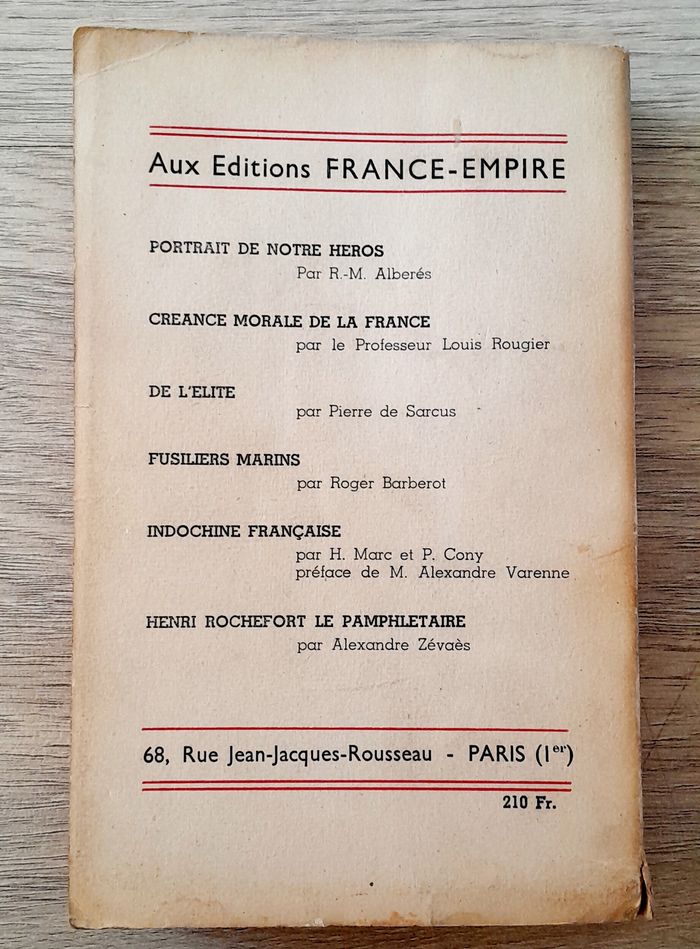 Aux Editions FRANCE-EMPIRE
PORTRAIT DE NOTRE HEROS
Par R.-M. Alberés
CREANCE MORALE DE LA FRANCE
par le Professeur Louis Rougier
DE L'ELITE
par Pierre de Sarcus
FUSILIERS MARINS
par Roger Barberot
INDOCHINE FRANÇAISE
par H. Marc et P. Cony
préface de M. Alexandre Varenne
HENRI ROCHEFORT LE PAMPHLETAIRE
par Alexandre Zévaès
68, Rue Jean-Jacques-Rousseau - PARIS (1er)
210 Fr.